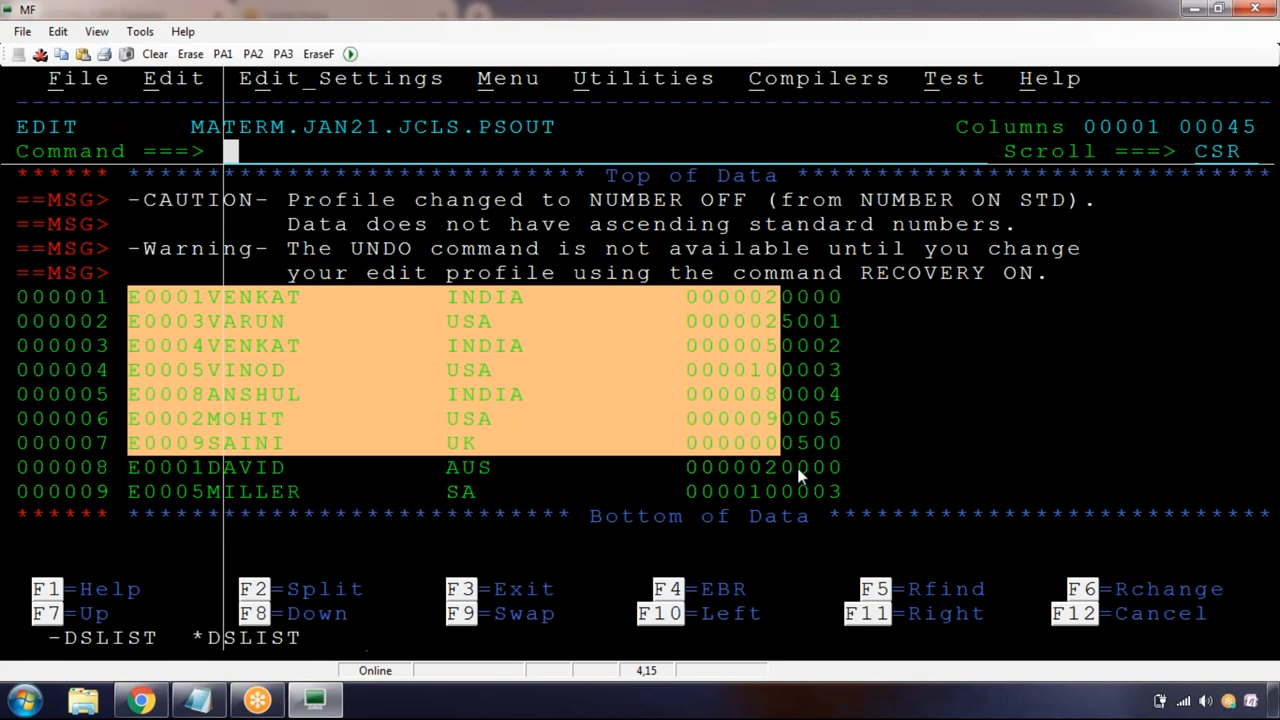 MF
File Edit View Tools Help
Clear Erase PA1 PA2 PA3 EraseF
File Edit Edit_Settings Menu Utilities Compilers Test Help
EDIT MATERM.JAN21.JCLS.PSOUT Columns 00001 00045
Command ===> Scroll ===> CSR
****** *************************** Top of Data ******************************
==MSG> -CAUTION- Profile changed to NUMBER OFF (from NUMBER ON STD).
==MSG> Data does not have ascending standard numbers.
==MSG> -Warning- The UNDO command is not available until you change
==MSG> your edit profile using the command RECOVERY ON.
000001 E0001VENKAT INDIA 0000020000
000002 E0003VARUN USA 0000025001
000003 E0004VENKAT INDIA 0000050002
000004 E0005VINOD USA 0000100003
000005 E0008ANSHUL INDIA 0000080004
000006 E0002MOHIT USA 0000090005
000007 E0009SAINI UK 0000000500
000008 E0001DAVID AUS 0000020000
000009 E0005MILLER SA 0000100003
****** **************************** Bottom of Data ****************************
F1=Help F2=Split F3=Exit F4=EBR F5=Rfind F6=Rchange
F7=Up F8=Down F9=Swap F10=Left F11=Right F12=Cancel
-DSLIST *DSLIST
Online 4,15